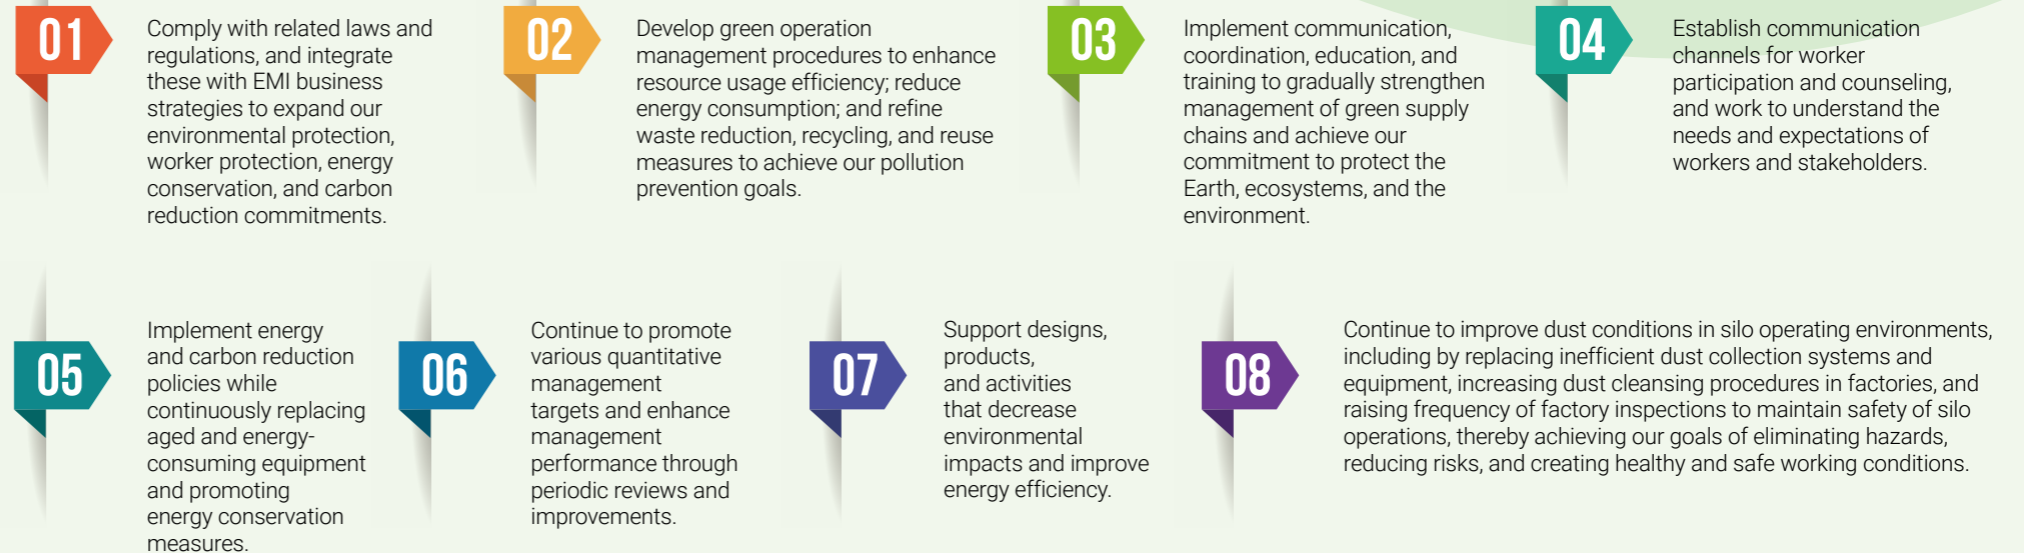 01
Comply with related laws and
regulations, and integrate
these with EMI business
strategies to expand our
environmental protection,
worker protection, energy
conservation, and carbon
reduction commitments.
02
Develop green operation
management procedures to enhance
resource usage efficiency; reduce
energy consumption; and refine
waste reduction, recycling, and reuse
measures to achieve our pollution
prevention goals.
03
Implement communication,
coordination, education, and
training to gradually strengthen
management of green supply
chains and achieve our
commitment to protect the
Earth, ecosystems, and the
environment.
04
Establish communication
channels for worker
participation and counseling,
and work to understand the
needs and expectations of
workers and stakeholders.
05
Implement energy
and carbon reduction
policies while
continuously replacing
aged and energy-
consuming equipment
and promoting
energy conservation
measures.
06
Continue to promote
various quantitative
management
targets and enhance
management
performance through
periodic reviews and
improvements.
07
Support designs,
products,
and activities
that decrease
environmental
impacts and improve
energy efficiency.
08
Continue to improve dust conditions in silo operating environments,
including by replacing inefficient dust collection systems and
equipment, increasing dust cleansing procedures in factories, and
raising frequency of factory inspections to maintain safety of silo
operations, thereby achieving our goals of eliminating hazards,
reducing risks, and creating healthy and safe working conditions.